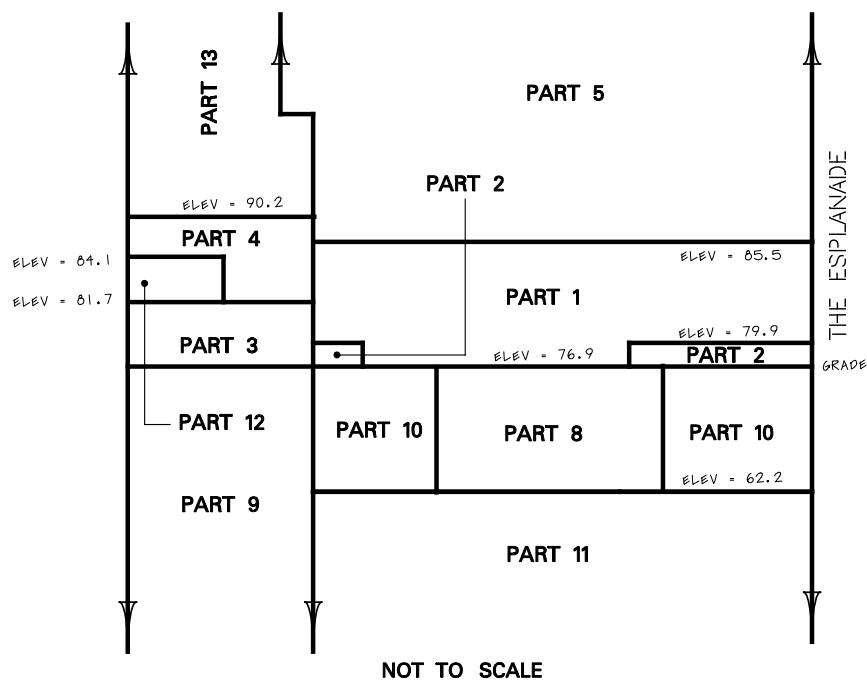 PART 13
PART 5
PART 2
THE ESPLANADE
ELEV = 90.2
PART 4
ELEV = 84.1
ELEV = 85.5
ELEV = 81.7
PART 1
ELEV = 79.9
PART 3
ELEV = 76.9
PART 2
GRADE
PART 12
PART 10
PART 8
PART 10
ELEV = 62.2
PART 9
PART 11
NOT TO SCALE